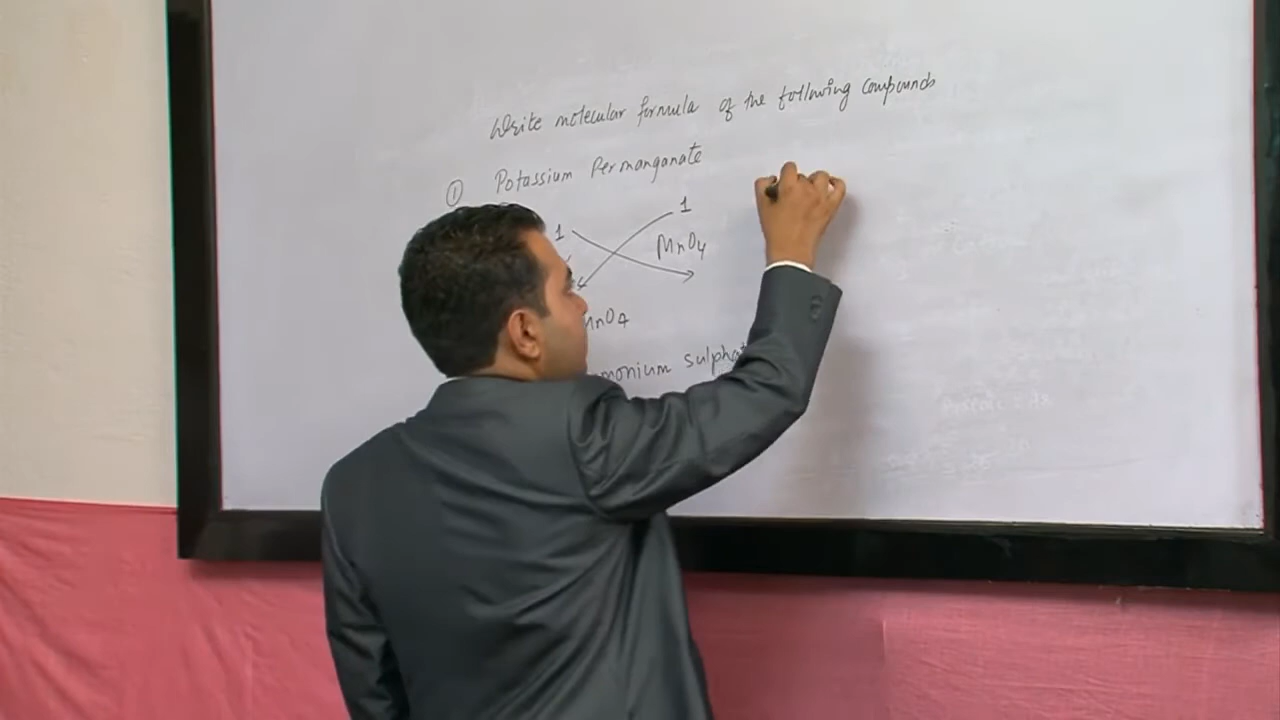 Write molecular formula of the following compounds
① Potassium Permanganate
1 1
MnO4
MnO4
monium sulphat